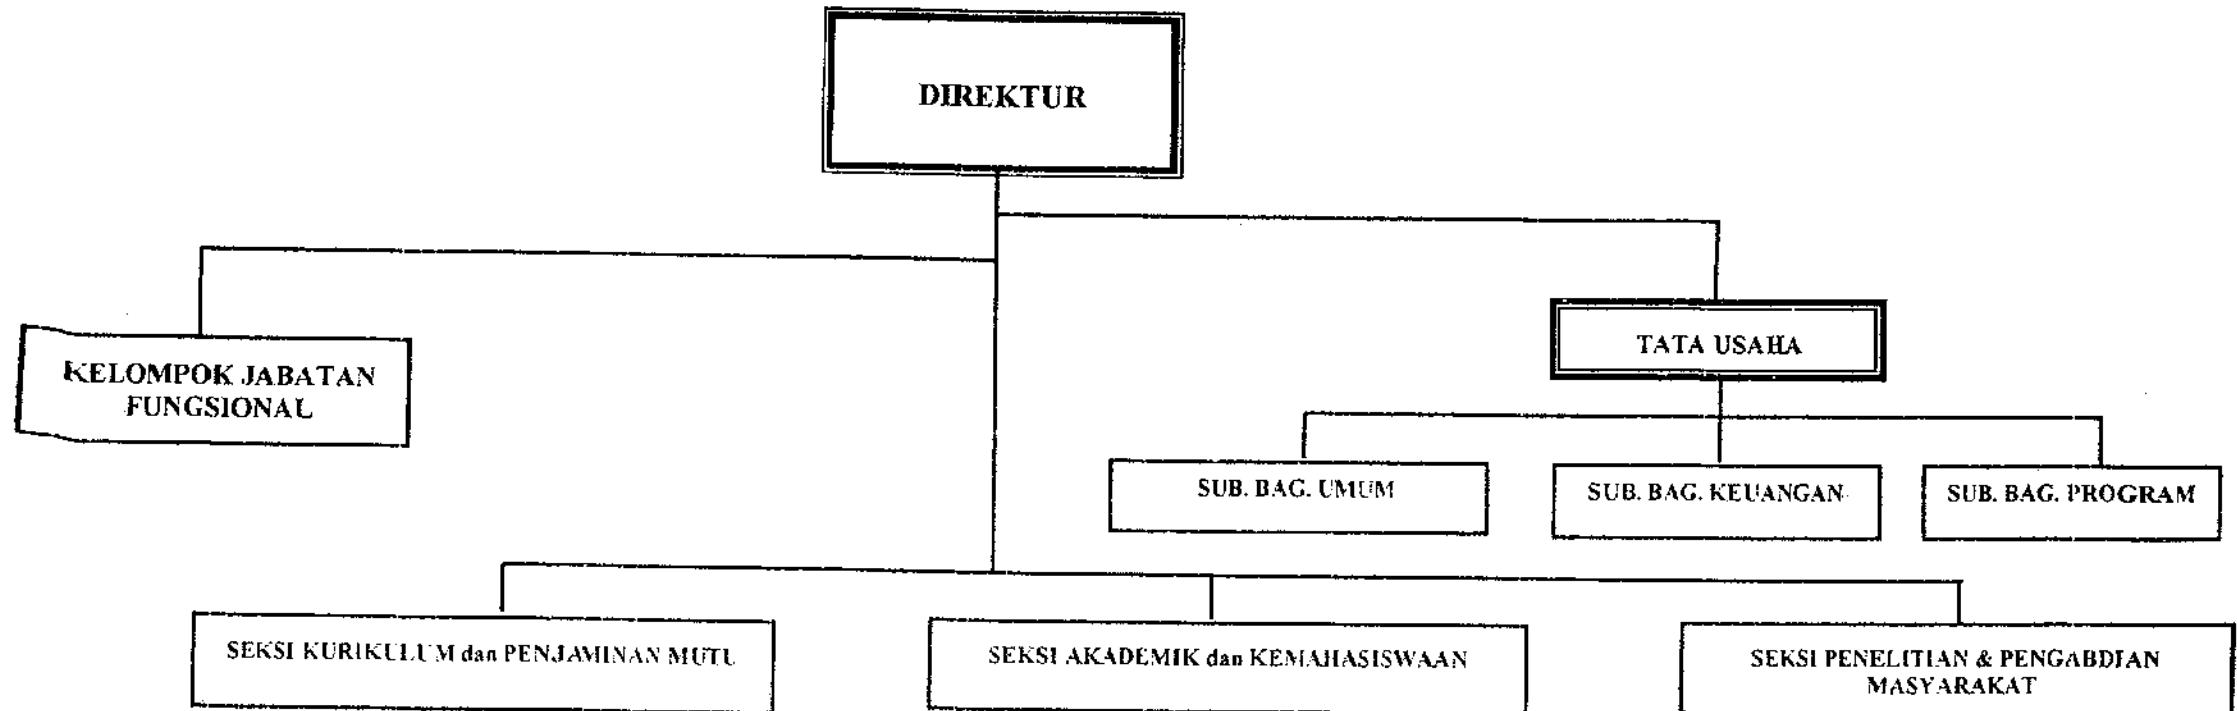 DIREKTUR
KELOMPOK JABATAN
FUNGSIONAL
TATA USAHA
SUB. BAG. UMUM
SUB. BAG. KEUANGAN
SUB. BAG. PROGRAM
SEKSI KURIKULUM dan PENJAMINAN MUTU
SEKSI AKADEMIK dan KEMAHASISWAAN
SEKSI PENELITIAN & PENGABDIAN
MASYARAKAT